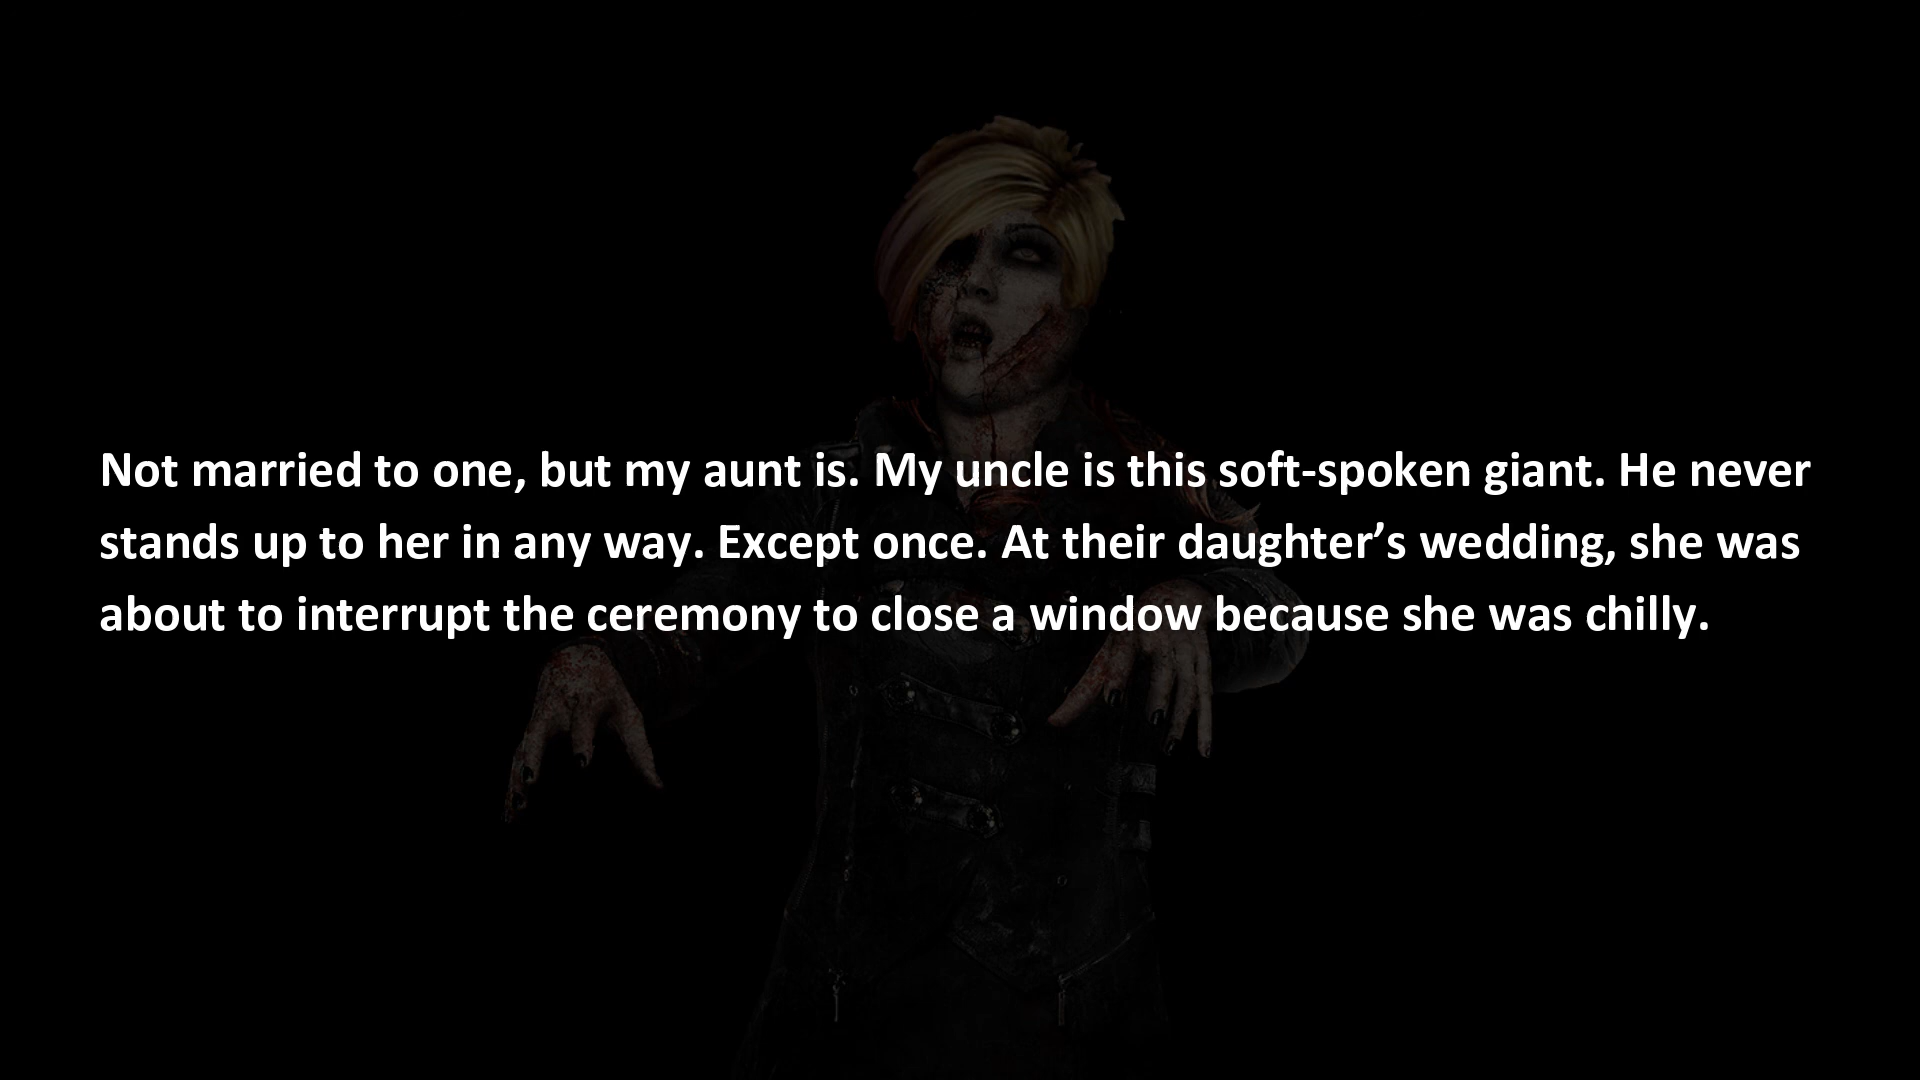 Not married to one, but my aunt is. My uncle is this soft-spoken giant. He never
stands up to her in any way. Except once. At their daughter’s wedding, she was
about to interrupt the ceremony to close a window because she was chilly.